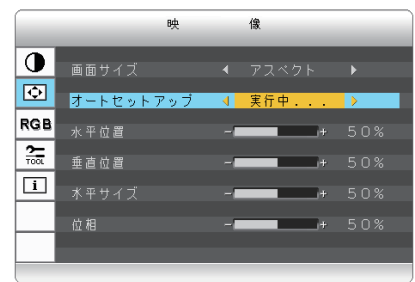 映 像
画面サイズ アスペクト
オートセットアップ 実行中...
RGB
水平位置 - + 50%
TOOL
垂直位置 - + 50%
i
水平サイズ - + 50%
位相 - + 50%